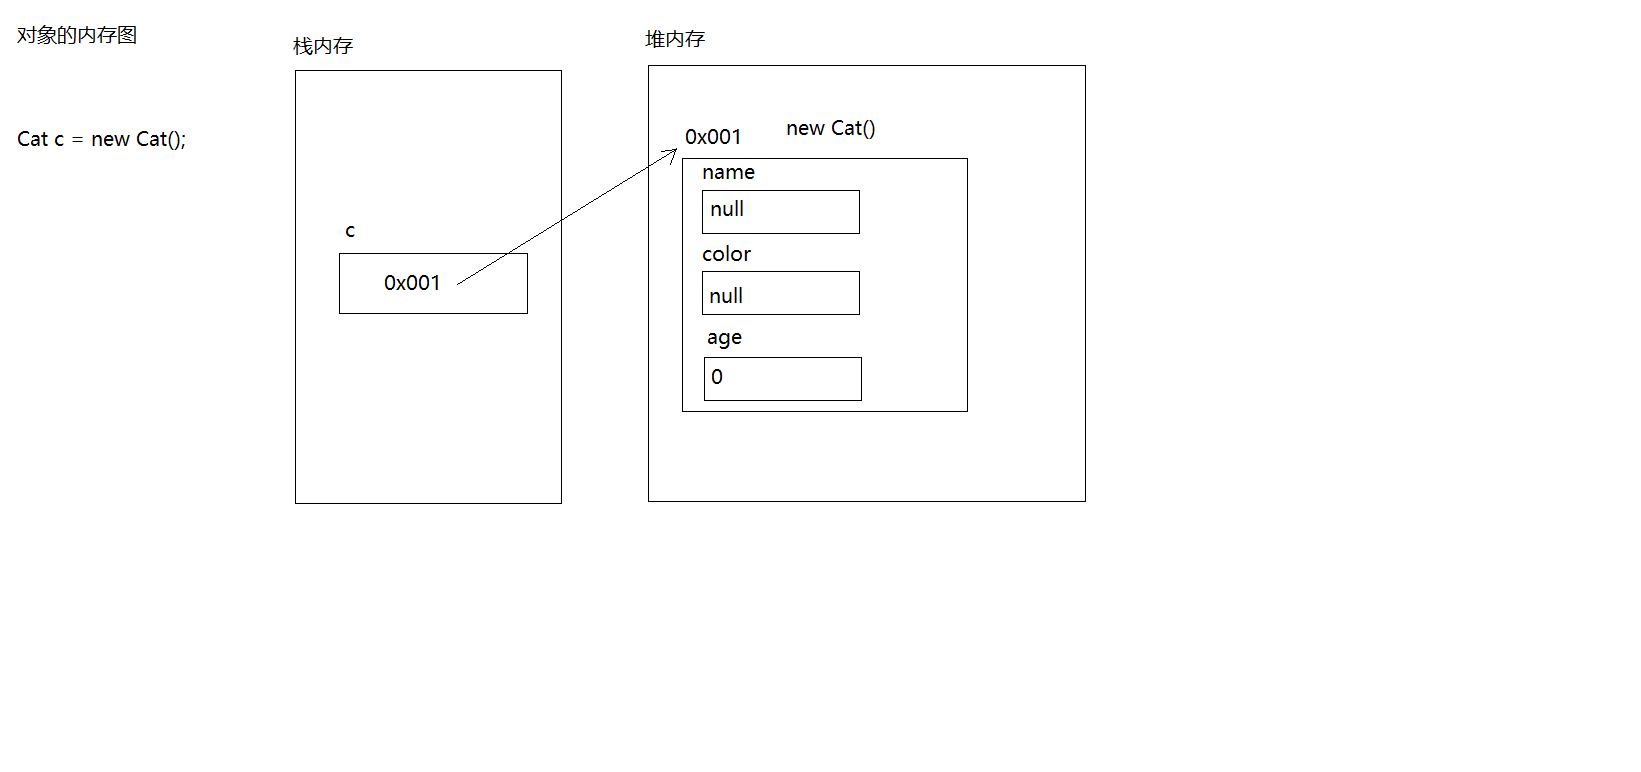 对象的内存图
Cat c = new Cat();
栈内存
c
0x001
堆内存
0x001
new Cat()
name
null
color
null
age
0